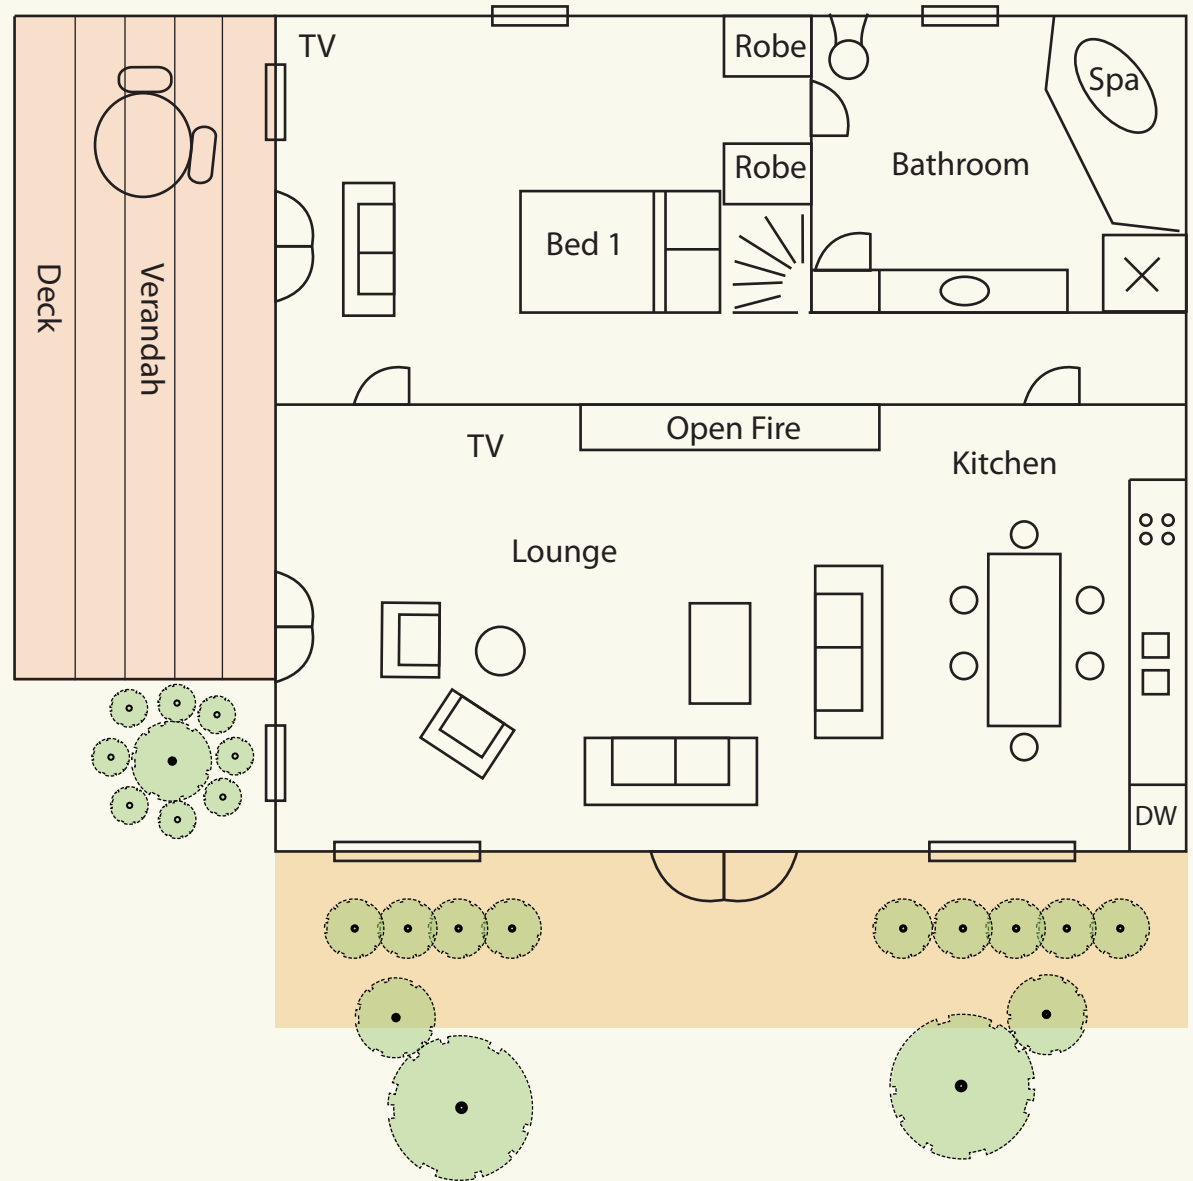 TV
Robe
Spa
Robe
Bathroom
Bed 1
Deck
Verandah
Open Fire
TV
Kitchen
Lounge
DW